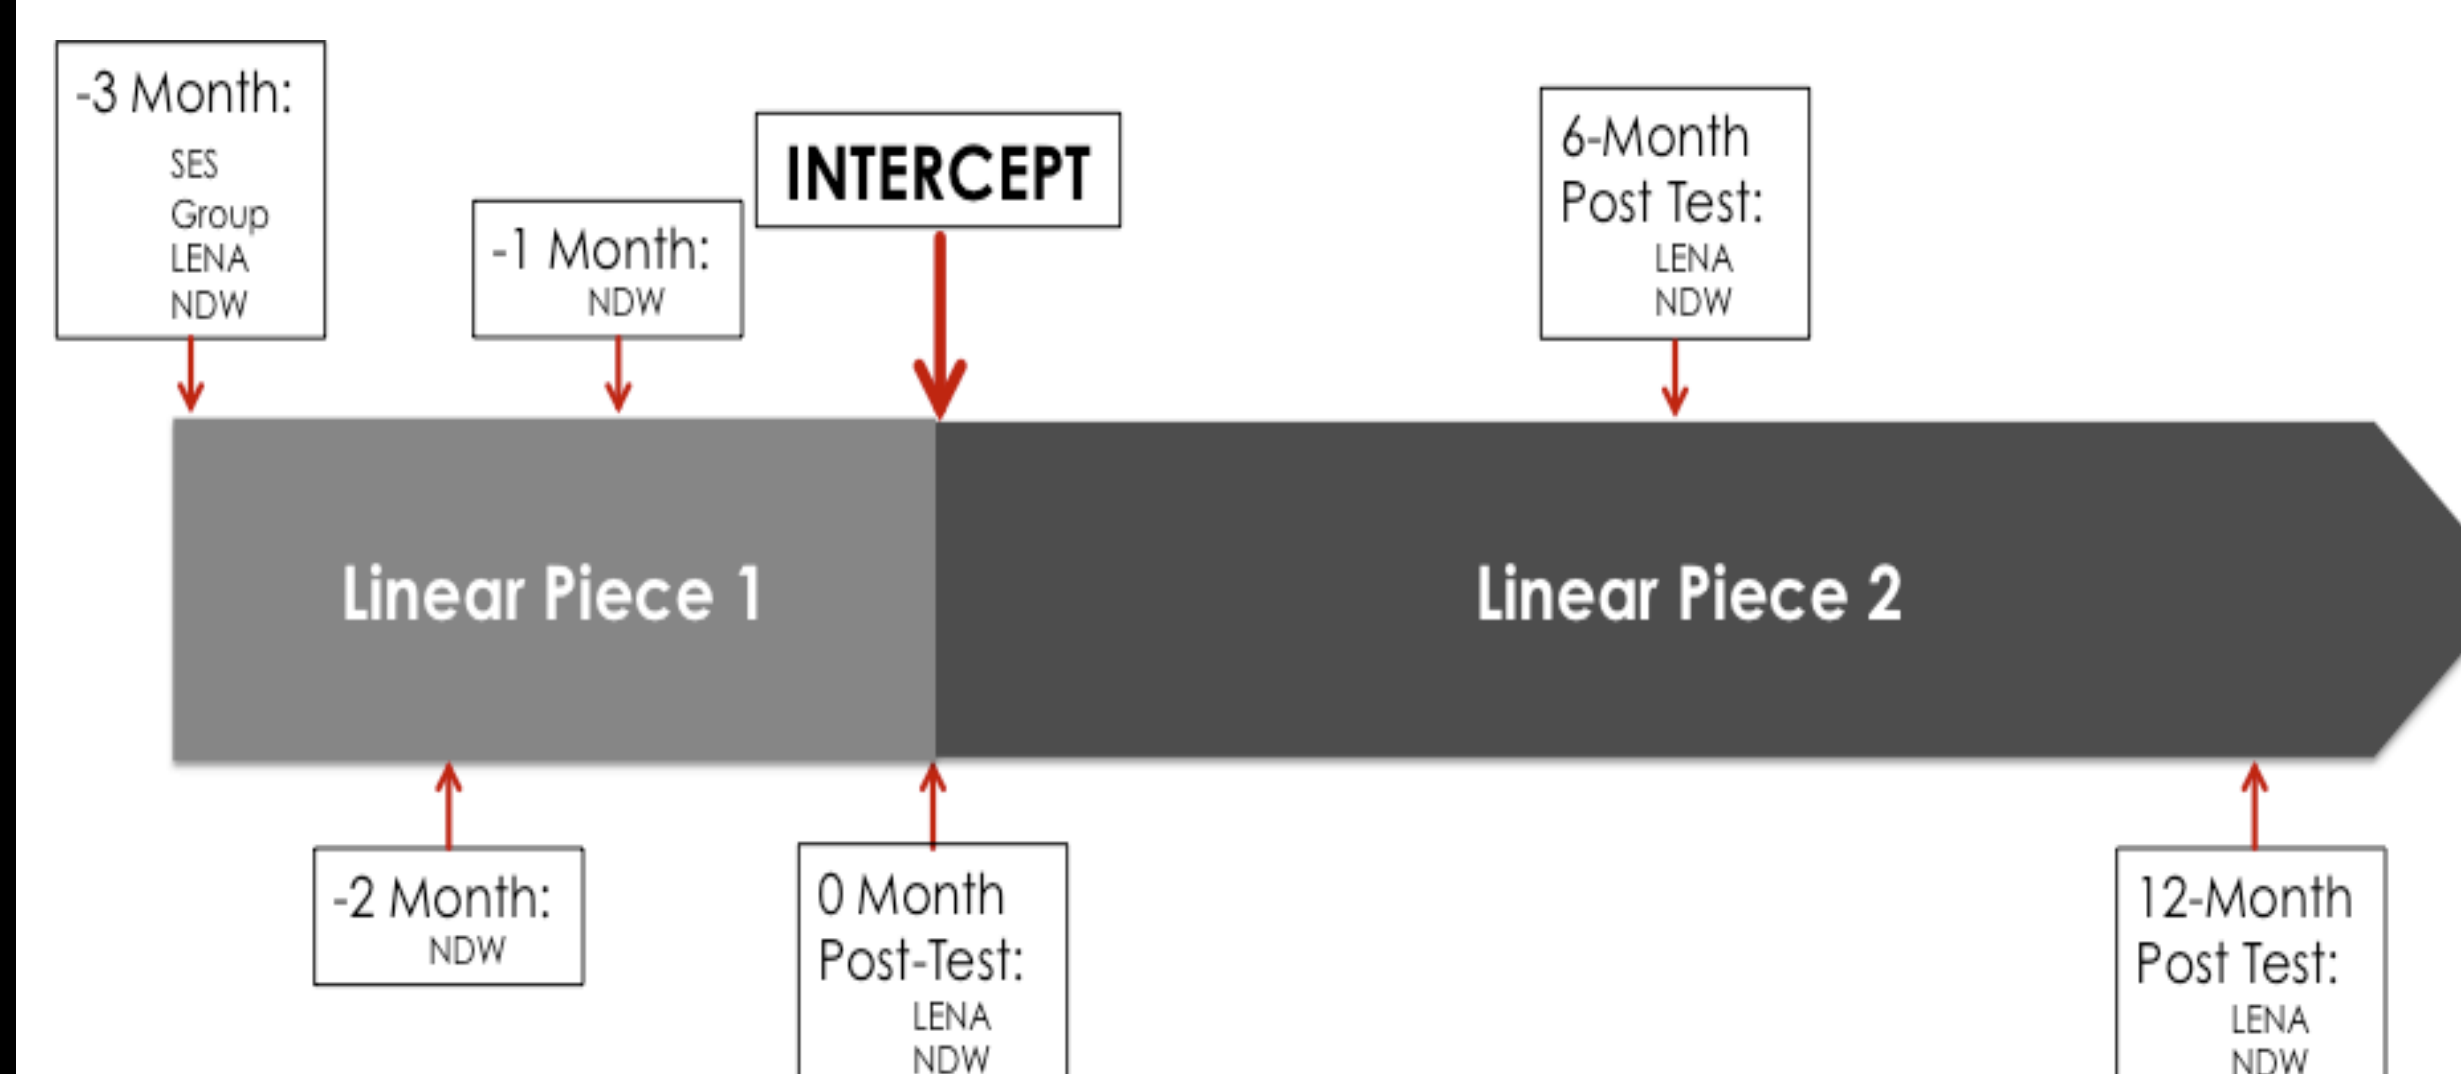 -3 Month:
SES
Group
LENA
NDW
-1 Month:
NDW
INTERCEPT
6-Month
Post Test:
LENA
NDW
Linear Piece 1
Linear Piece 2
-2 Month:
NDW
0 Month
Post-Test:
LENA
NDW
12-Month
Post Test:
LENA
NDW